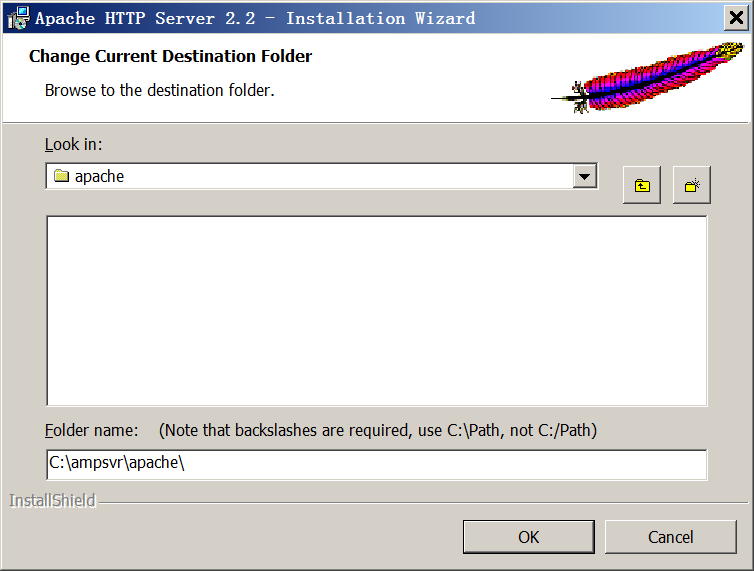 Apache HTTP Server 2.2 - Installation Wizard
Change Current Destination Folder
Browse to the destination folder.
Look in:
apache
Folder name: (Note that backslashes are required, use C:\Path, not C:/Path)
C:\ampsvr\apache\
InstallShield
OK Cancel